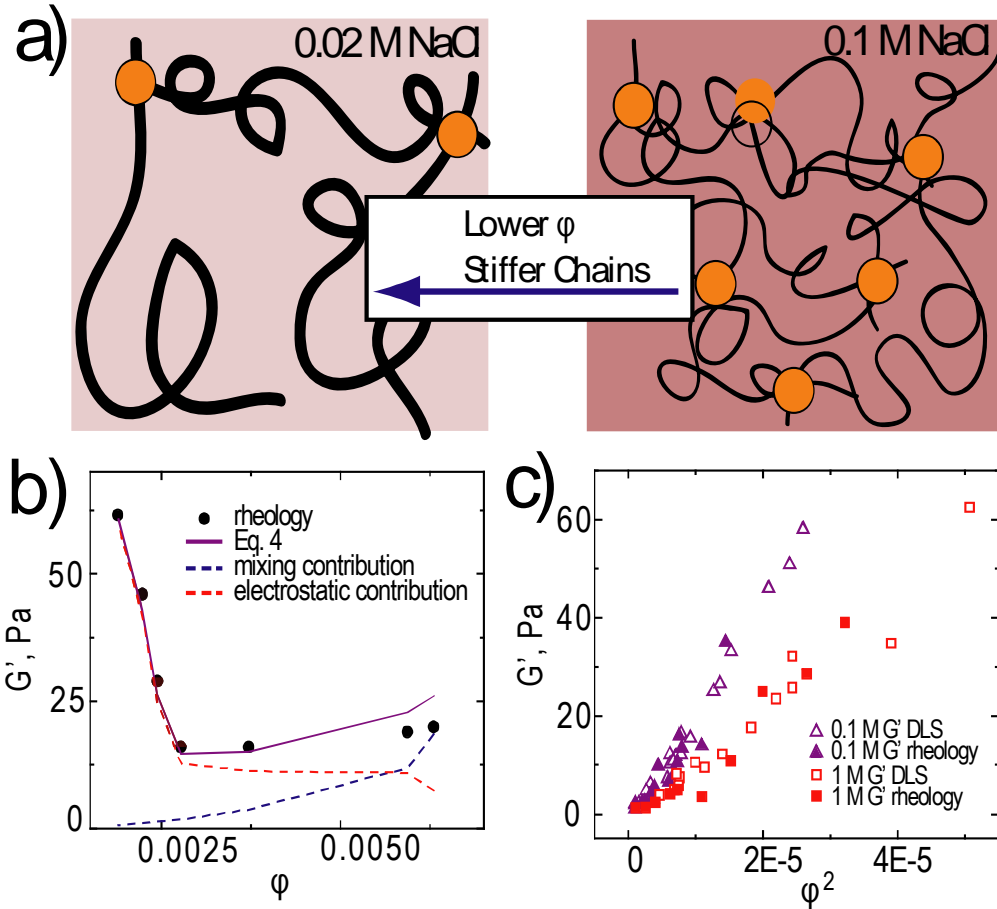 a)
0.02 M NaCl
0.1 M NaCl
Lower φ
Stiffer Chains
b)
rheology
Eq. 4
mixing contribution
electrostatic contribution
50
25
0
G', Pa
0.0025
0.0050
φ
c)
60
40
20
0
G', Pa
0.1 M G' DLS
0.1 M G' rheology
1 M G' DLS
1 M G' rheology
0
2E-5
4E-5
φ²